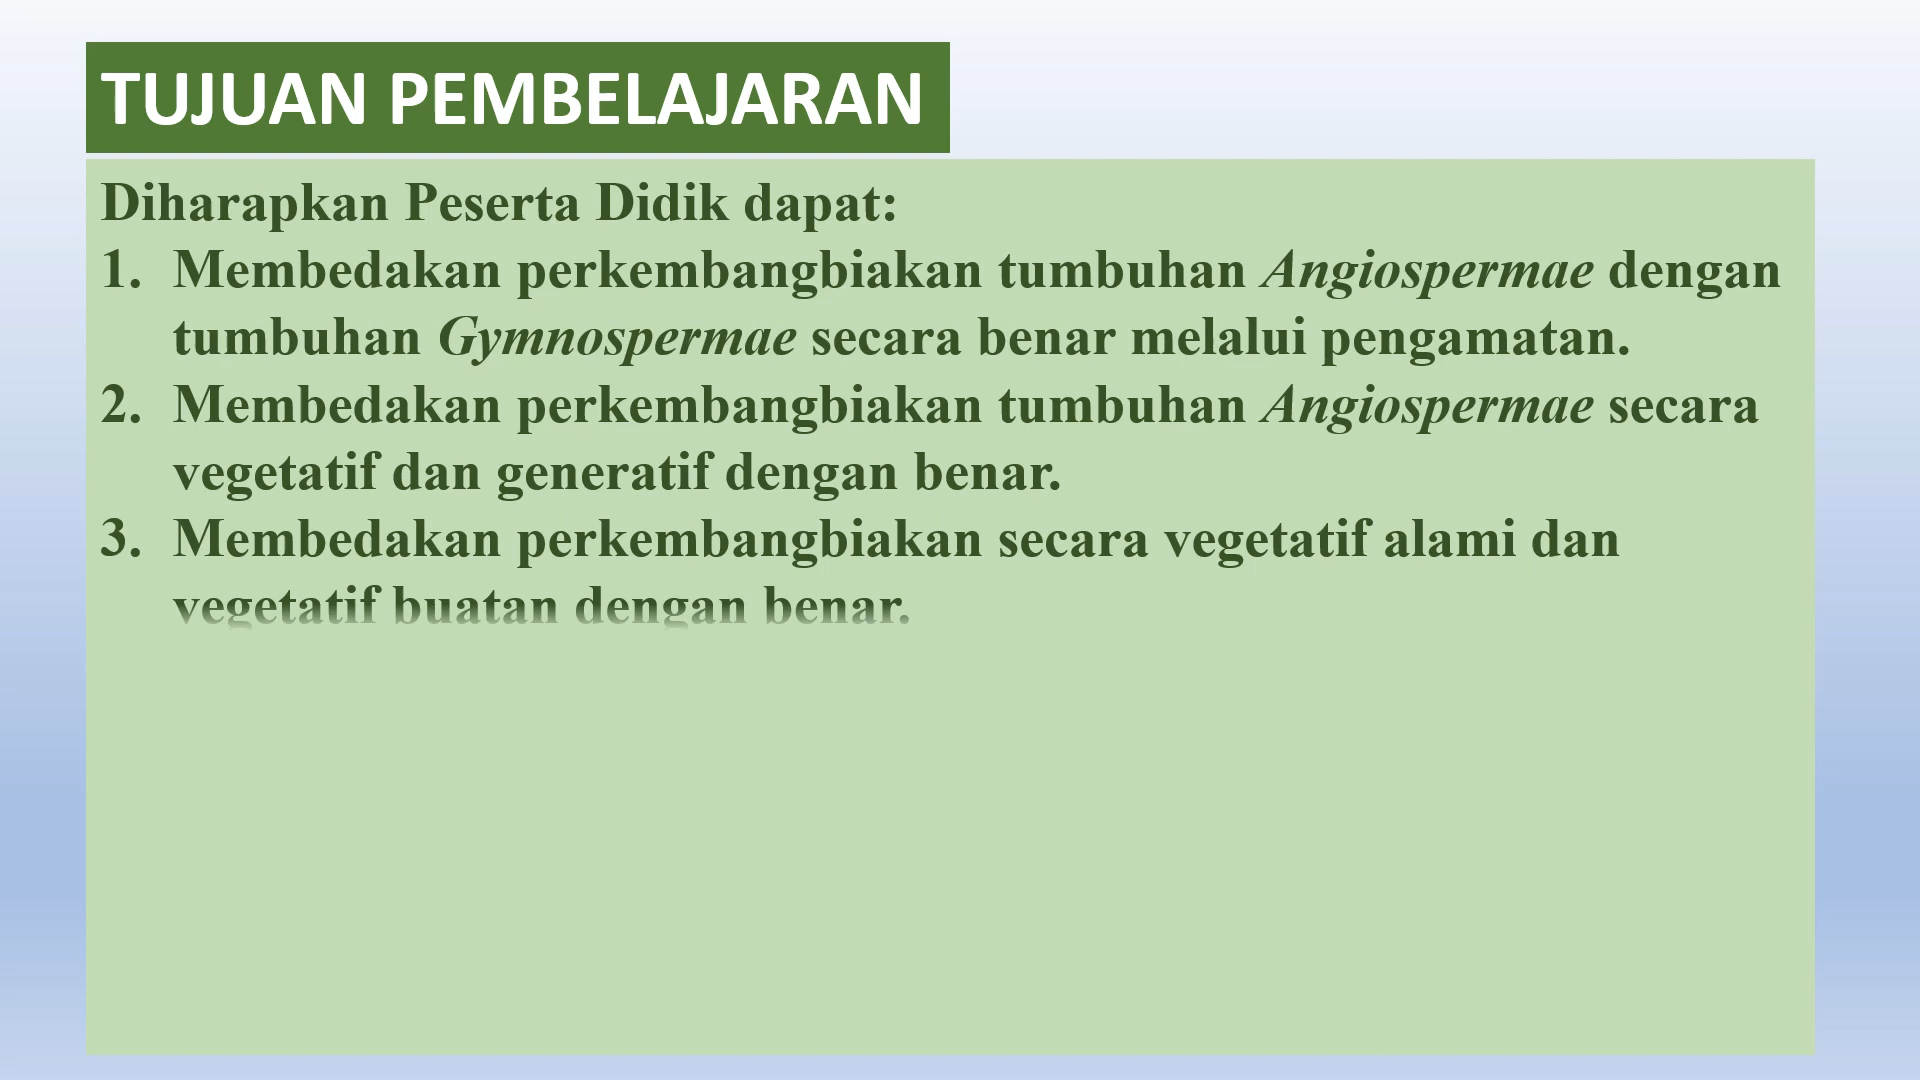 TUJUAN PEMBELAJARAN
Diharapkan Peserta Didik dapat:
1. Membedakan perkembangbiakan tumbuhan Angiospermae dengan
tumbuhan Gymnospermae secara benar melalui pengamatan.
2. Membedakan perkembangbiakan tumbuhan Angiospermae secara
vegetatif dan generatif dengan benar.
3. Membedakan perkembangbiakan secara vegetatif alami dan
vegetatif buatan dengan benar.